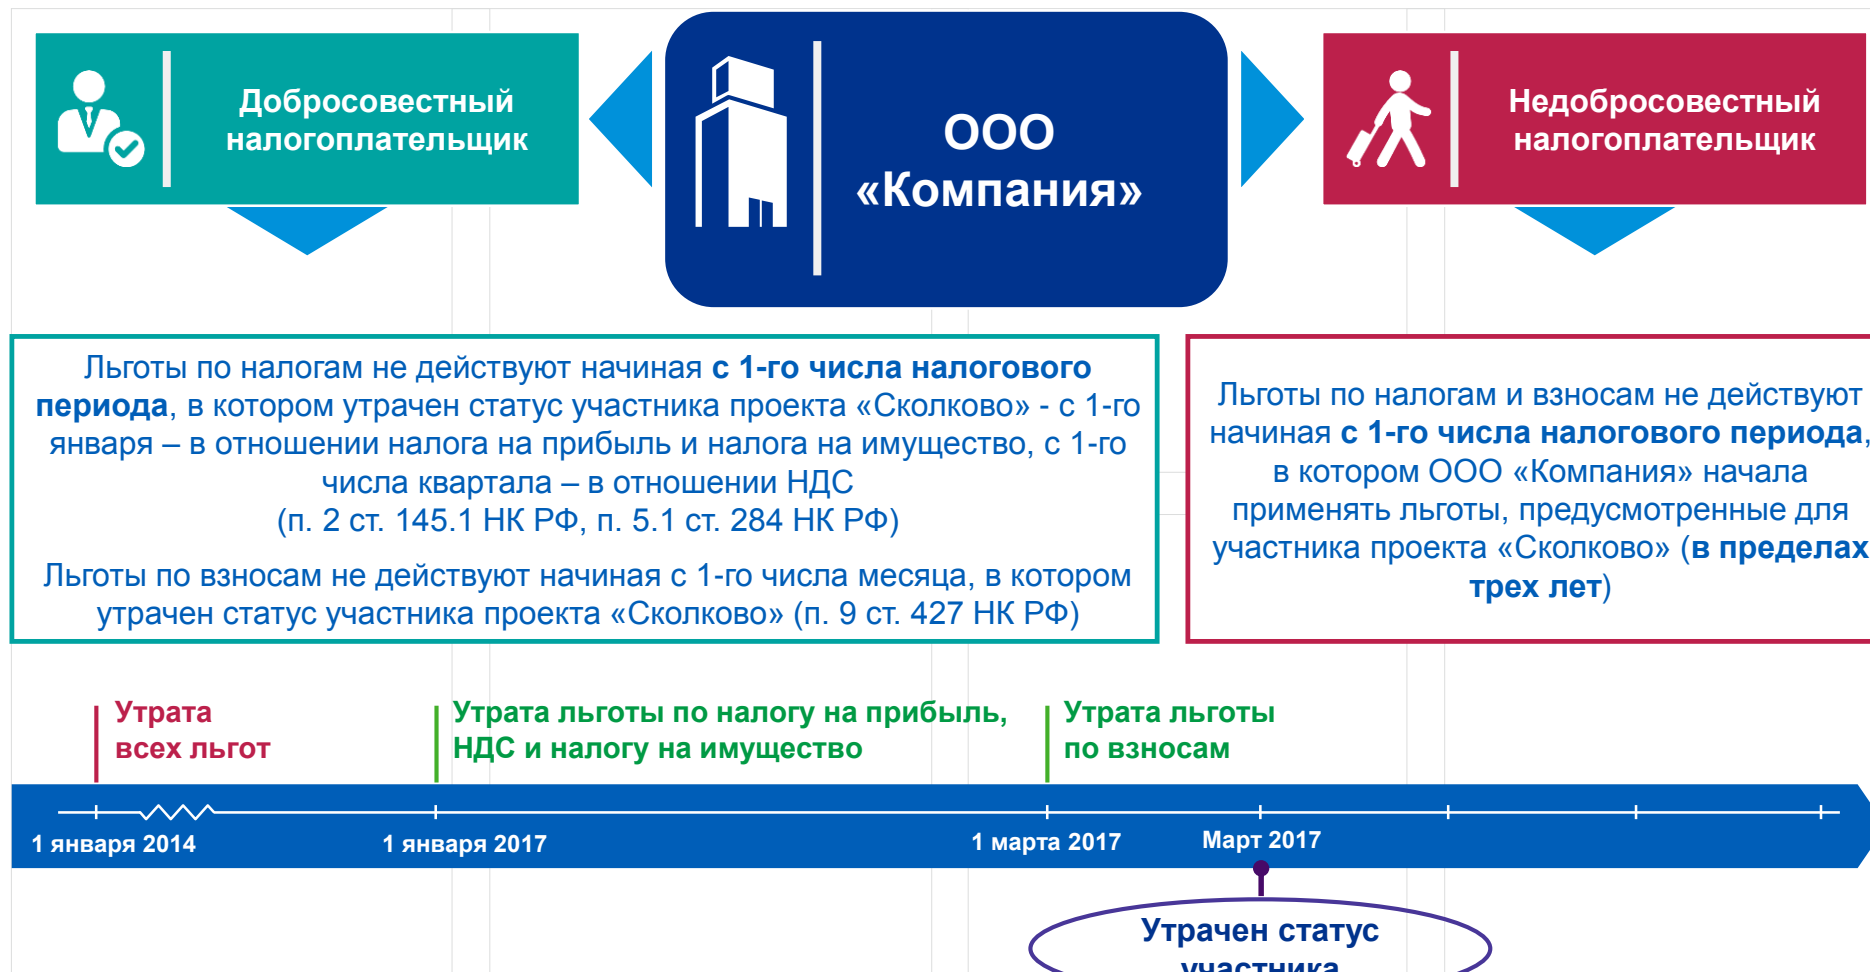 Добросовестный
налогоплательщик
ООО
«Компания»
Недобросовестный
налогоплательщик
Льготы по налогам не действуют начиная с 1-го числа налогового
периода, в котором утрачен статус участника проекта «Сколково» - с 1-го
января – в отношении налога на прибыль и налога на имущество, с 1-го
числа квартала – в отношении НДС
(п. 2 ст. 145.1 НК РФ, п. 5.1 ст. 284 НК РФ)
Льготы по взносам не действуют начиная с 1-го числа месяца, в котором
утрачен статус участника проекта «Сколково» (п. 9 ст. 427 НК РФ)
Льготы по налогам и взносам не действуют
начиная с 1-го числа налогового периода,
в котором ООО «Компания» начала
применять льготы, предусмотренные для
участника проекта «Сколково» (в пределах
трех лет)
Утрата
всех льгот
Утрата льготы по налогу на прибыль,
НДС и налогу на имущество
Утрата льготы
по взносам
1 января 2014
1 января 2017
1 марта 2017
Март 2017
Утрачен статус
участника